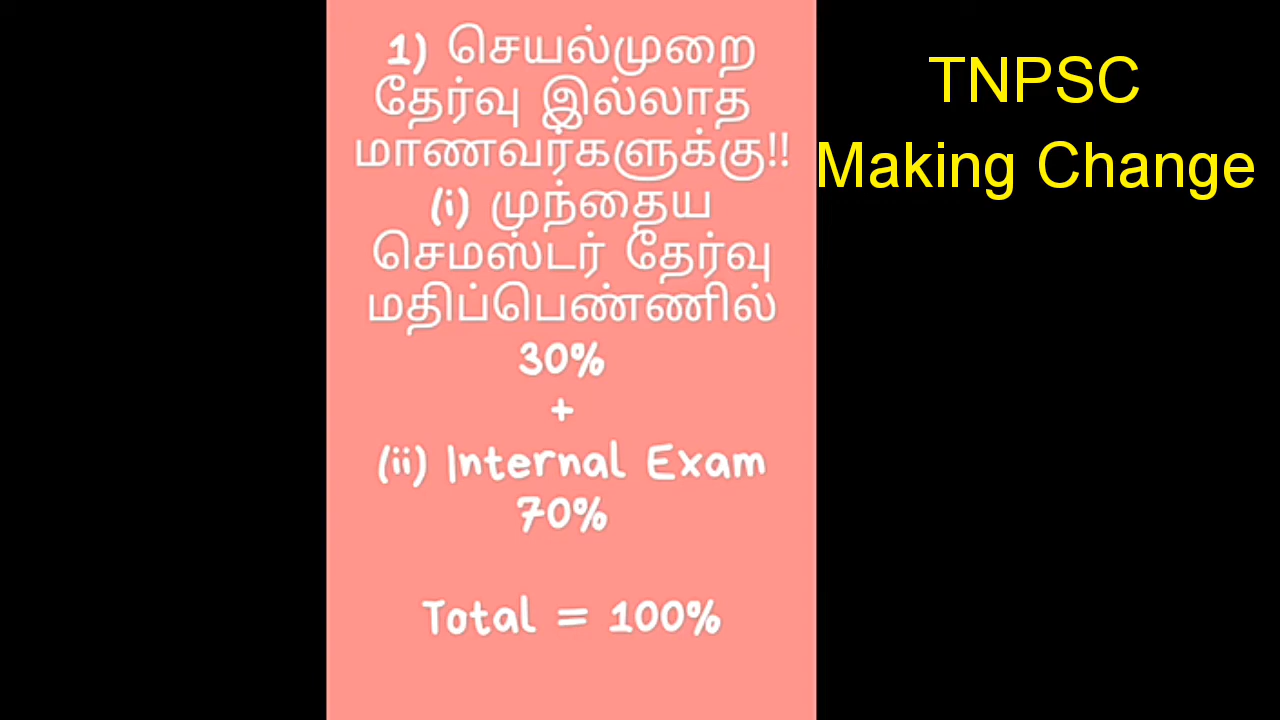 1) செயல்முறை
தேர்வு இல்லாத
மாணவர்களுக்கு!!
(i) முந்தைய
செமஸ்டர் தேர்வு
மதிப்பெண்ணில்
30%
+
(ii) Internal Exam
70%
Total = 100%
TNPSC
Making Change